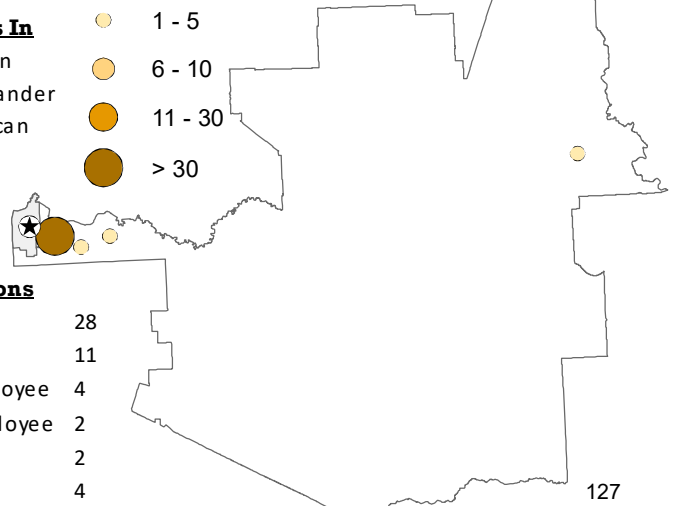 s In
n
ander
can
1 - 5
6 - 10
11 - 30
> 30
ons
28
11
oyee 4
loyee 2
2
4
127